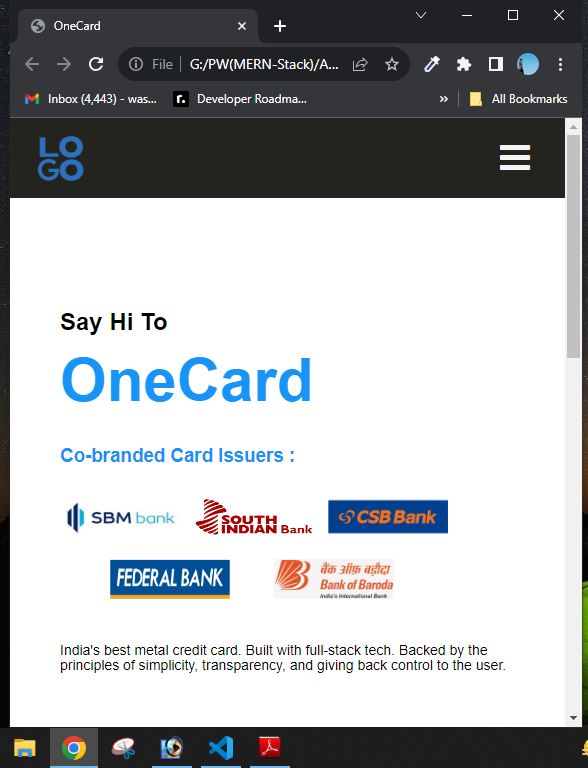 OneCard
File G:/PW(MERN-Stack)/A...
Inbox (4,443) - was... Developer Roadma... » All Bookmarks
LO
GO
Say Hi To
OneCard
Co-branded Card Issuers :
SBM bank SOUTH INDIAN Bank CSB Bank
FEDERAL BANK बैंक ऑफ़ बड़ौदा
Bank of Baroda
India's International Bank
India's best metal credit card. Built with full-stack tech. Backed by the
principles of simplicity, transparency, and giving back control to the user.